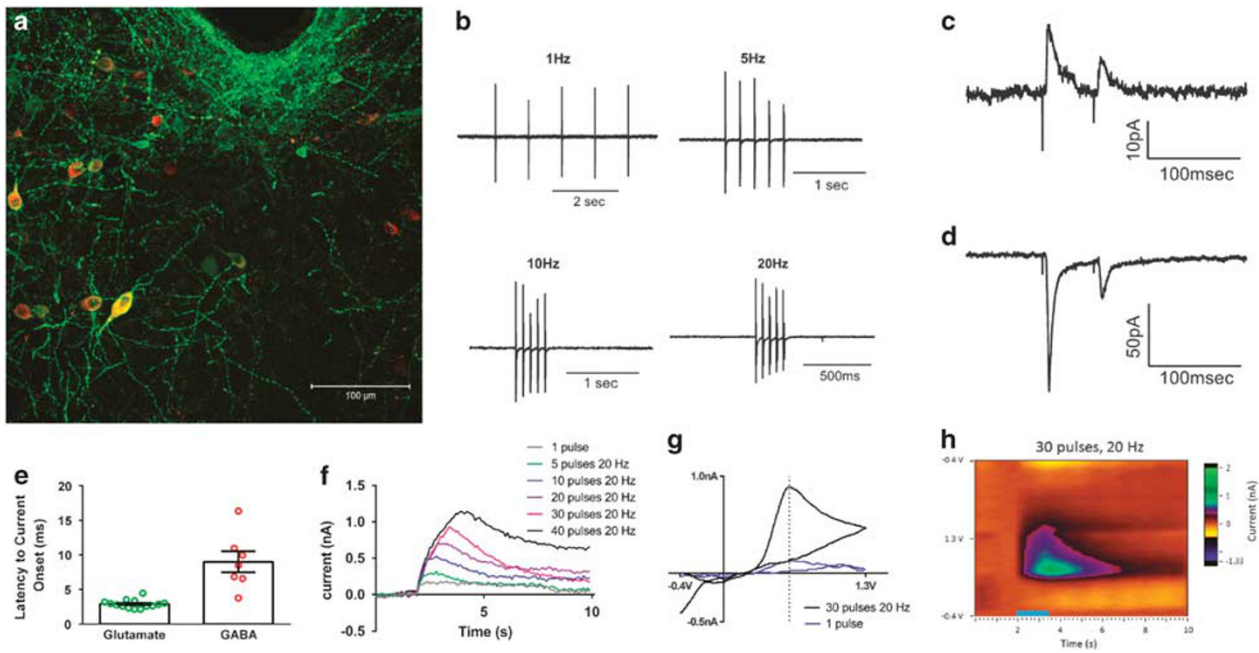 a
100 µm
b
1Hz
2 sec
5Hz
1 sec
10Hz
1 sec
20Hz
500ms
c
10pA
100msec
d
50pA
100msec
e
Latency to Current
Onset (ms)
20
15
10
5
0
Glutamate
GABA
f
1 pulse
5 pulses 20 Hz
10 pulses 20 Hz
20 pulses 20 Hz
30 pulses 20 Hz
40 pulses 20 Hz
current (nA)
1.5
1.0
0.5
0.0
-0.5
5
10
Time (s)
g
1.0nA
-0.4V
1.3V
-0.5nA
30 pulses 20 Hz
1 pulse
h
30 pulses, 20 Hz
-0.4 V
1.3 V
-0.4 V
2
4
6
8
10
Time (s)
2
1
0
-1.33
Current (nA)